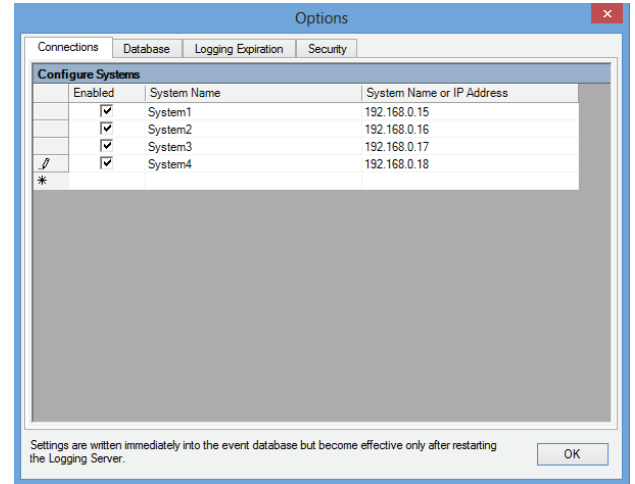 Options
Connections Database Logging Expiration Security
Configure Systems
Enabled System Name System Name or IP Address
System1 192.168.0.15
System2 192.168.0.16
System3 192.168.0.17
System4 192.168.0.18
Settings are written immediately into the event database but become effective only after restarting
the Logging Server.
OK